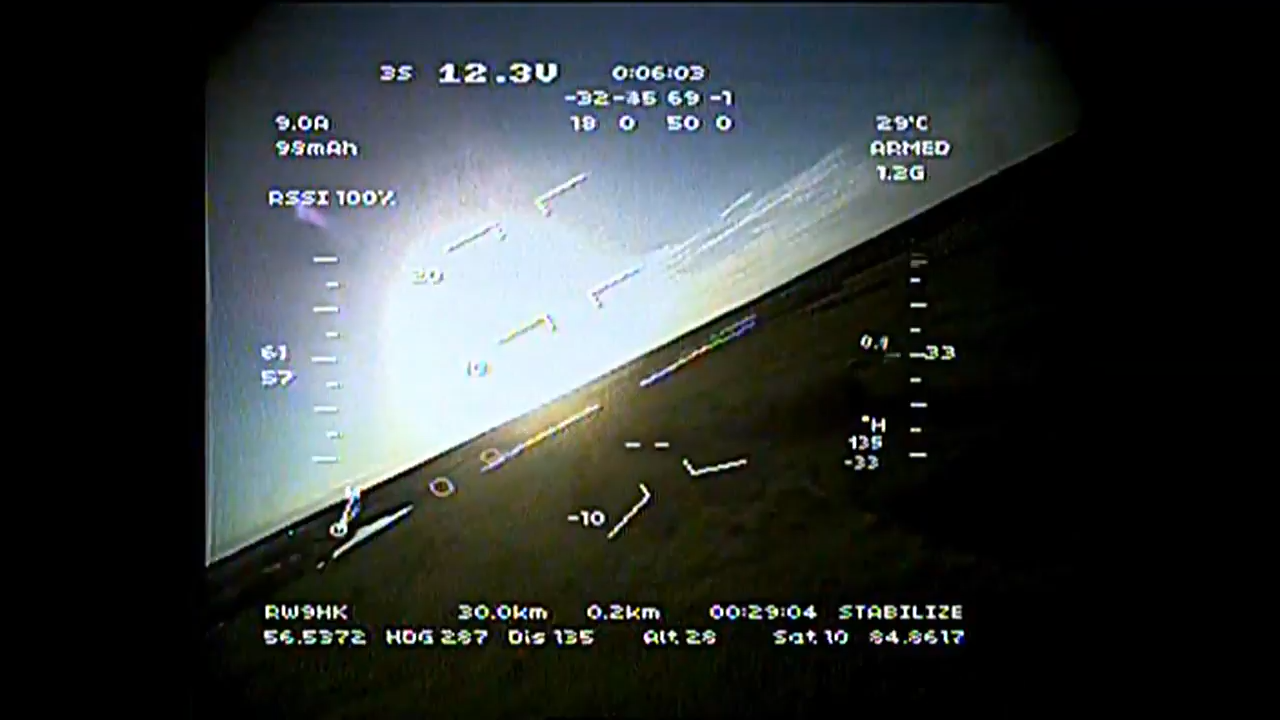 3S 12.3V 0:06:03
-32 -45 69 -1
18 0 50 0
9.0A
98mAh
29°C
ARMED
1.2G
RSSI 100%
20
61
57
10
0.1
33
H
135
-33
-10
RW9HK 30.0km 0.2km 00:29:04 STABILIZE
56.5372 HDG 287 Dis 135 Alt 28 Sat 10 84.8617